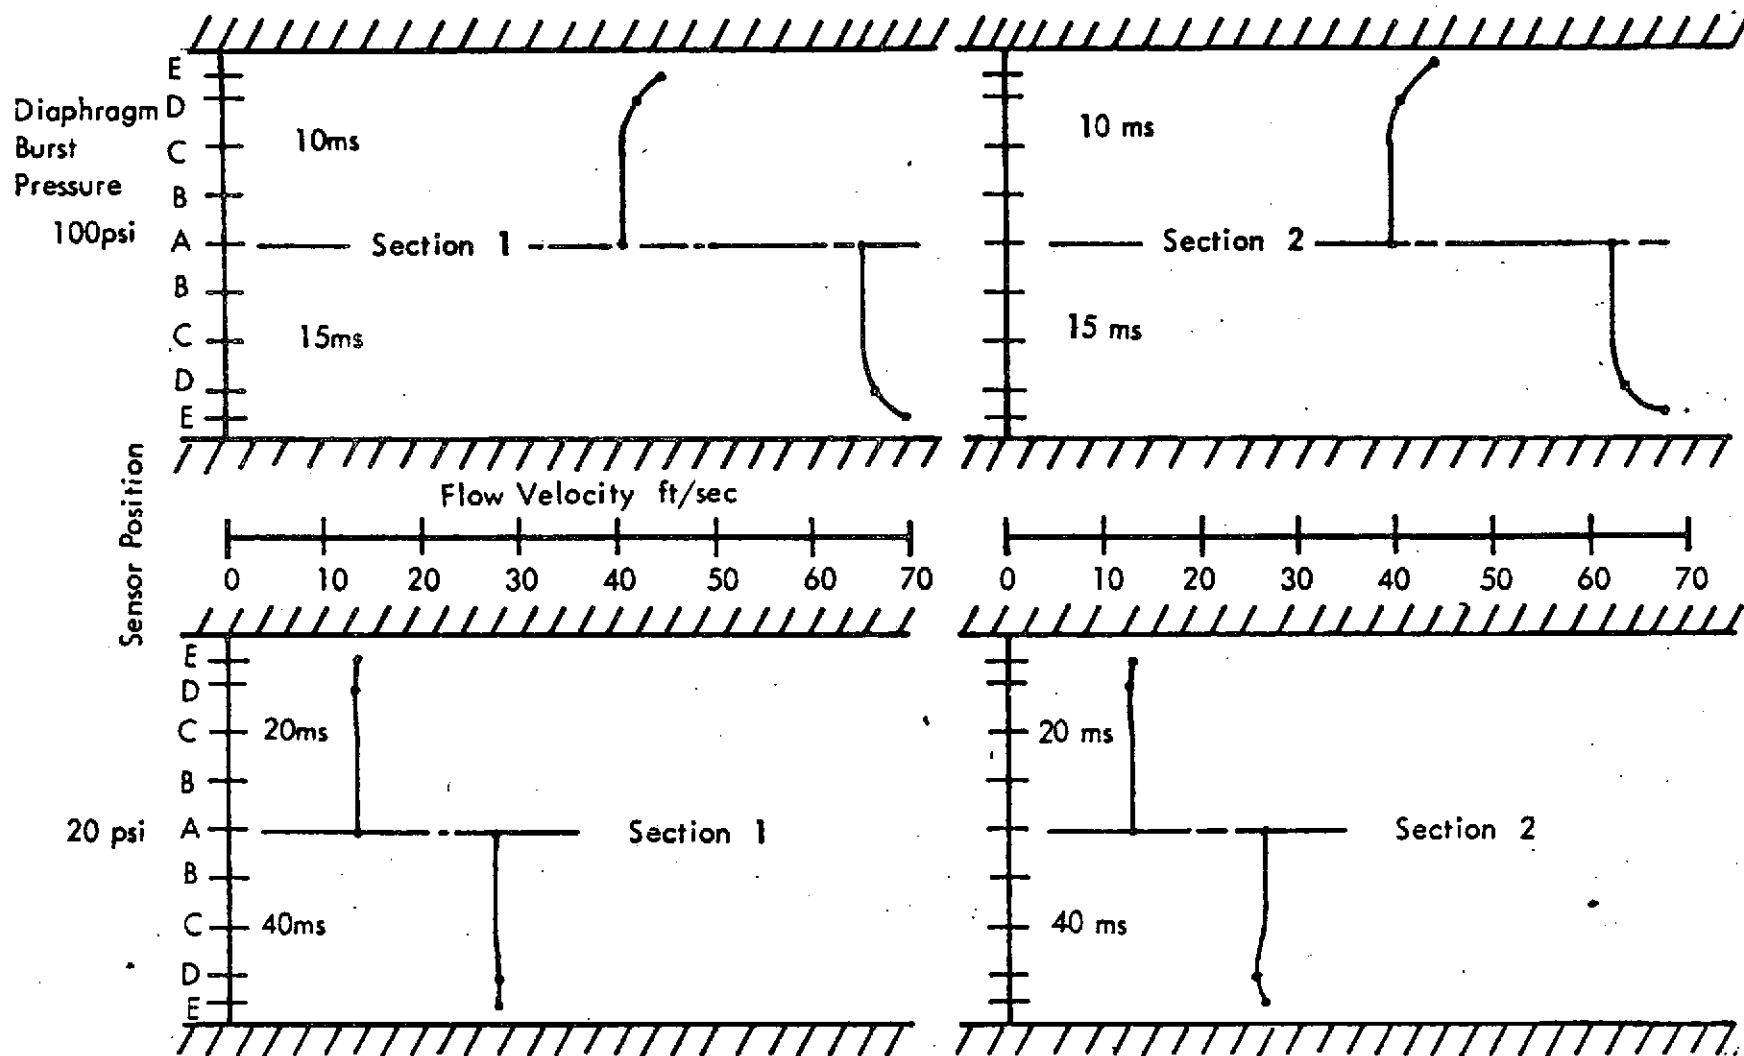 Diaphragm
Burst
Pressure
100psi
E
D
C
B
A
B
C
D
E
10ms
Section 1
15ms
10 ms
Section 2
15 ms
Sensor Position
Flow Velocity ft/sec
0 10 20 30 40 50 60 70
0 10 20 30 40 50 60 70
20 psi
E
D
C
B
A
B
C
D
E
20ms
Section 1
40ms
20 ms
Section 2
40 ms